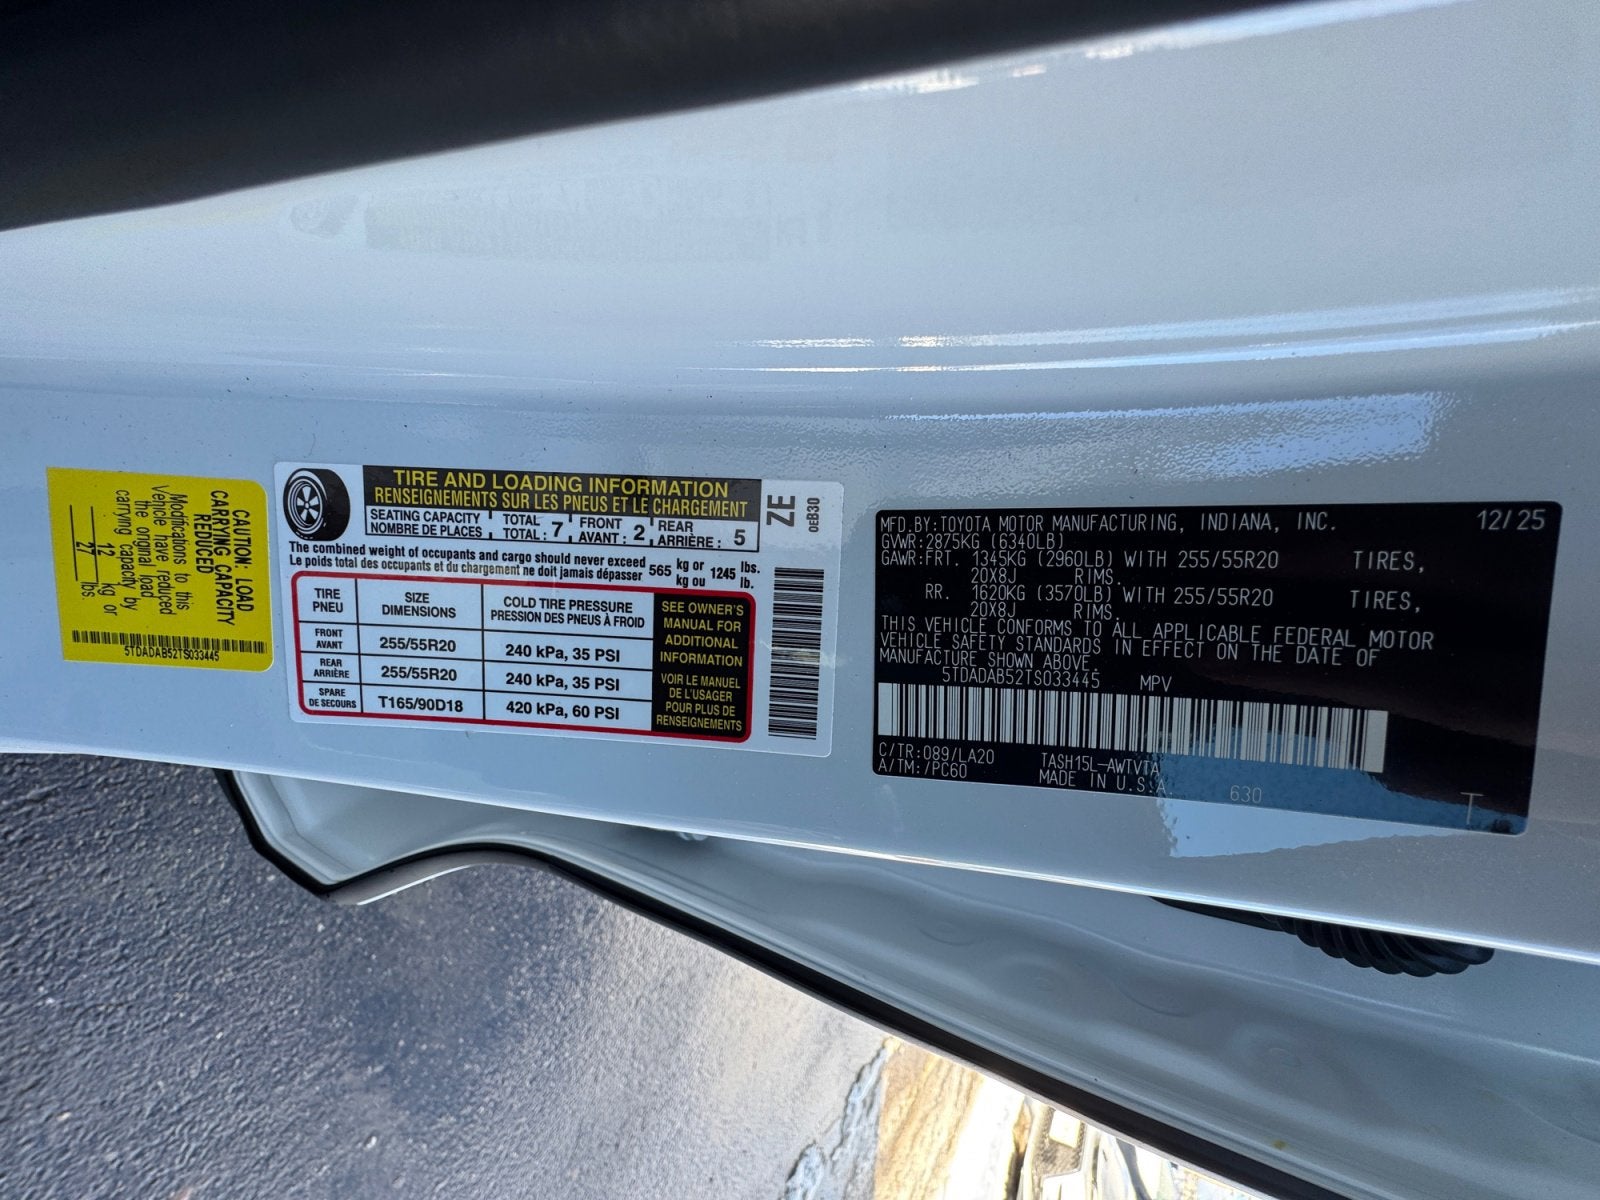 CAUTION: LOAD
CARRYING CAPACITY
REDUCED
Modifications to this
Vehicle have reduced
the original load
carrying capacity by
12 kg or
27 lbs
5TDADAB52TS033445
TIRE AND LOADING INFORMATION
RENSEIGNEMENTS SUR LES PNEUS ET LE CHARGEMENT
SEATING CAPACITY
NOMBRE DE PLACES
TOTAL
TOTAL : 7
FRONT
AVANT : 2
REAR
ARRIÈRE : 5
The combined weight of occupants and cargo should never exceed 565 kg or 1245 lbs.
Le poids total des occupants et du chargement ne doit jamais dépasser kg ou lb.
TIRE
PNEU
SIZE
DIMENSIONS
COLD TIRE PRESSURE
PRESSION DES PNEUS À FROID
FRONT
AVANT
255/55R20
240 kPa, 35 PSI
REAR
ARRIÈRE
255/55R20
240 kPa, 35 PSI
SPARE
DE SECOURS
T165/90D18
420 kPa, 60 PSI
SEE OWNER'S
MANUAL FOR
ADDITIONAL
INFORMATION
VOIR LE MANUEL
DE L'USAGER
POUR PLUS DE
RENSEIGNEMENTS
ZE
0EB30
MFD.BY:TOYOTA MOTOR MANUFACTURING, INDIANA, INC. 12/25
GVWR:2875KG (6340LB)
GAWR:FRT. 1345KG (2960LB) WITH 255/55R20 TIRES,
20X8J RIMS.
RR. 1620KG (3570LB) WITH 255/55R20 TIRES,
20X8J RIMS.
THIS VEHICLE CONFORMS TO ALL APPLICABLE FEDERAL MOTOR
VEHICLE SAFETY STANDARDS IN EFFECT ON THE DATE OF
MANUFACTURE SHOWN ABOVE.
5TDADAB52TS033445 MPV
C/TR:089/LA20 TASH15L-AWTVTA
A/TM:/PC60 MADE IN U.S.A. 630 T